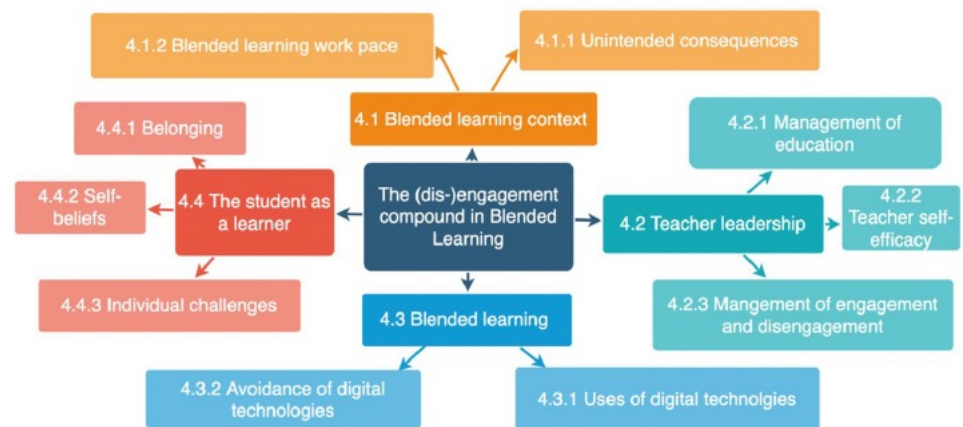 4.1.2 Blended learning work pace
4.1.1 Unintended consequences
4.4.1 Belonging
4.1 Blended learning context
4.2.1 Management of
education
4.4.2 Self-
beliefs
4.4 The student as
a learner
The (dis-)engagement
compound in Blended
Learning
4.2 Teacher leadership
4.2.2
Teacher self-
efficacy
4.4.3 Individual challenges
4.3 Blended learning
4.2.3 Mangement of engagement
and disengagement
4.3.2 Avoidance of digital
technologies
4.3.1 Uses of digital technolgies